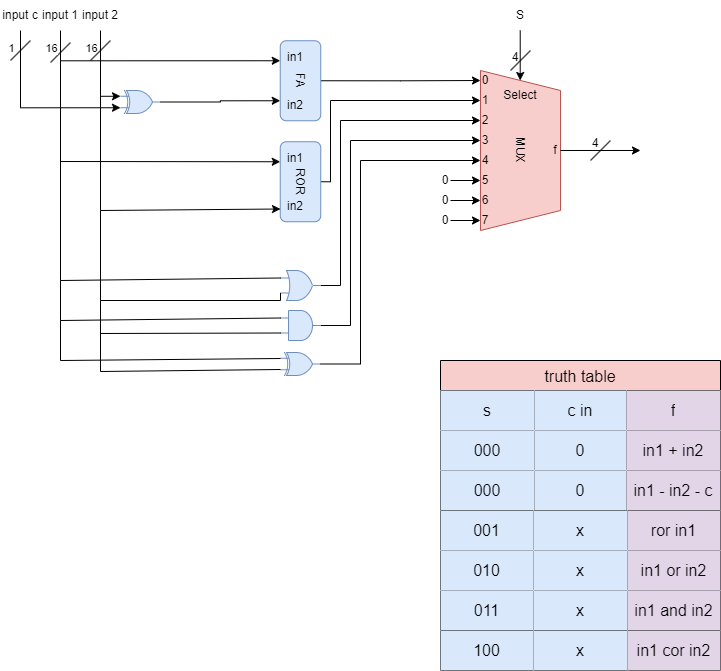 input c input 1 input 2
S
1
16
16
in1
FA
in2
4
Select
0
1
2
3
4
0 5
0 6
0 7
MUX
f
4
in1
ROR
in2
truth table
s c in f
000 0 in1 + in2
000 0 in1 - in2 - c
001 x ror in1
010 x in1 or in2
011 x in1 and in2
100 x in1 cor in2